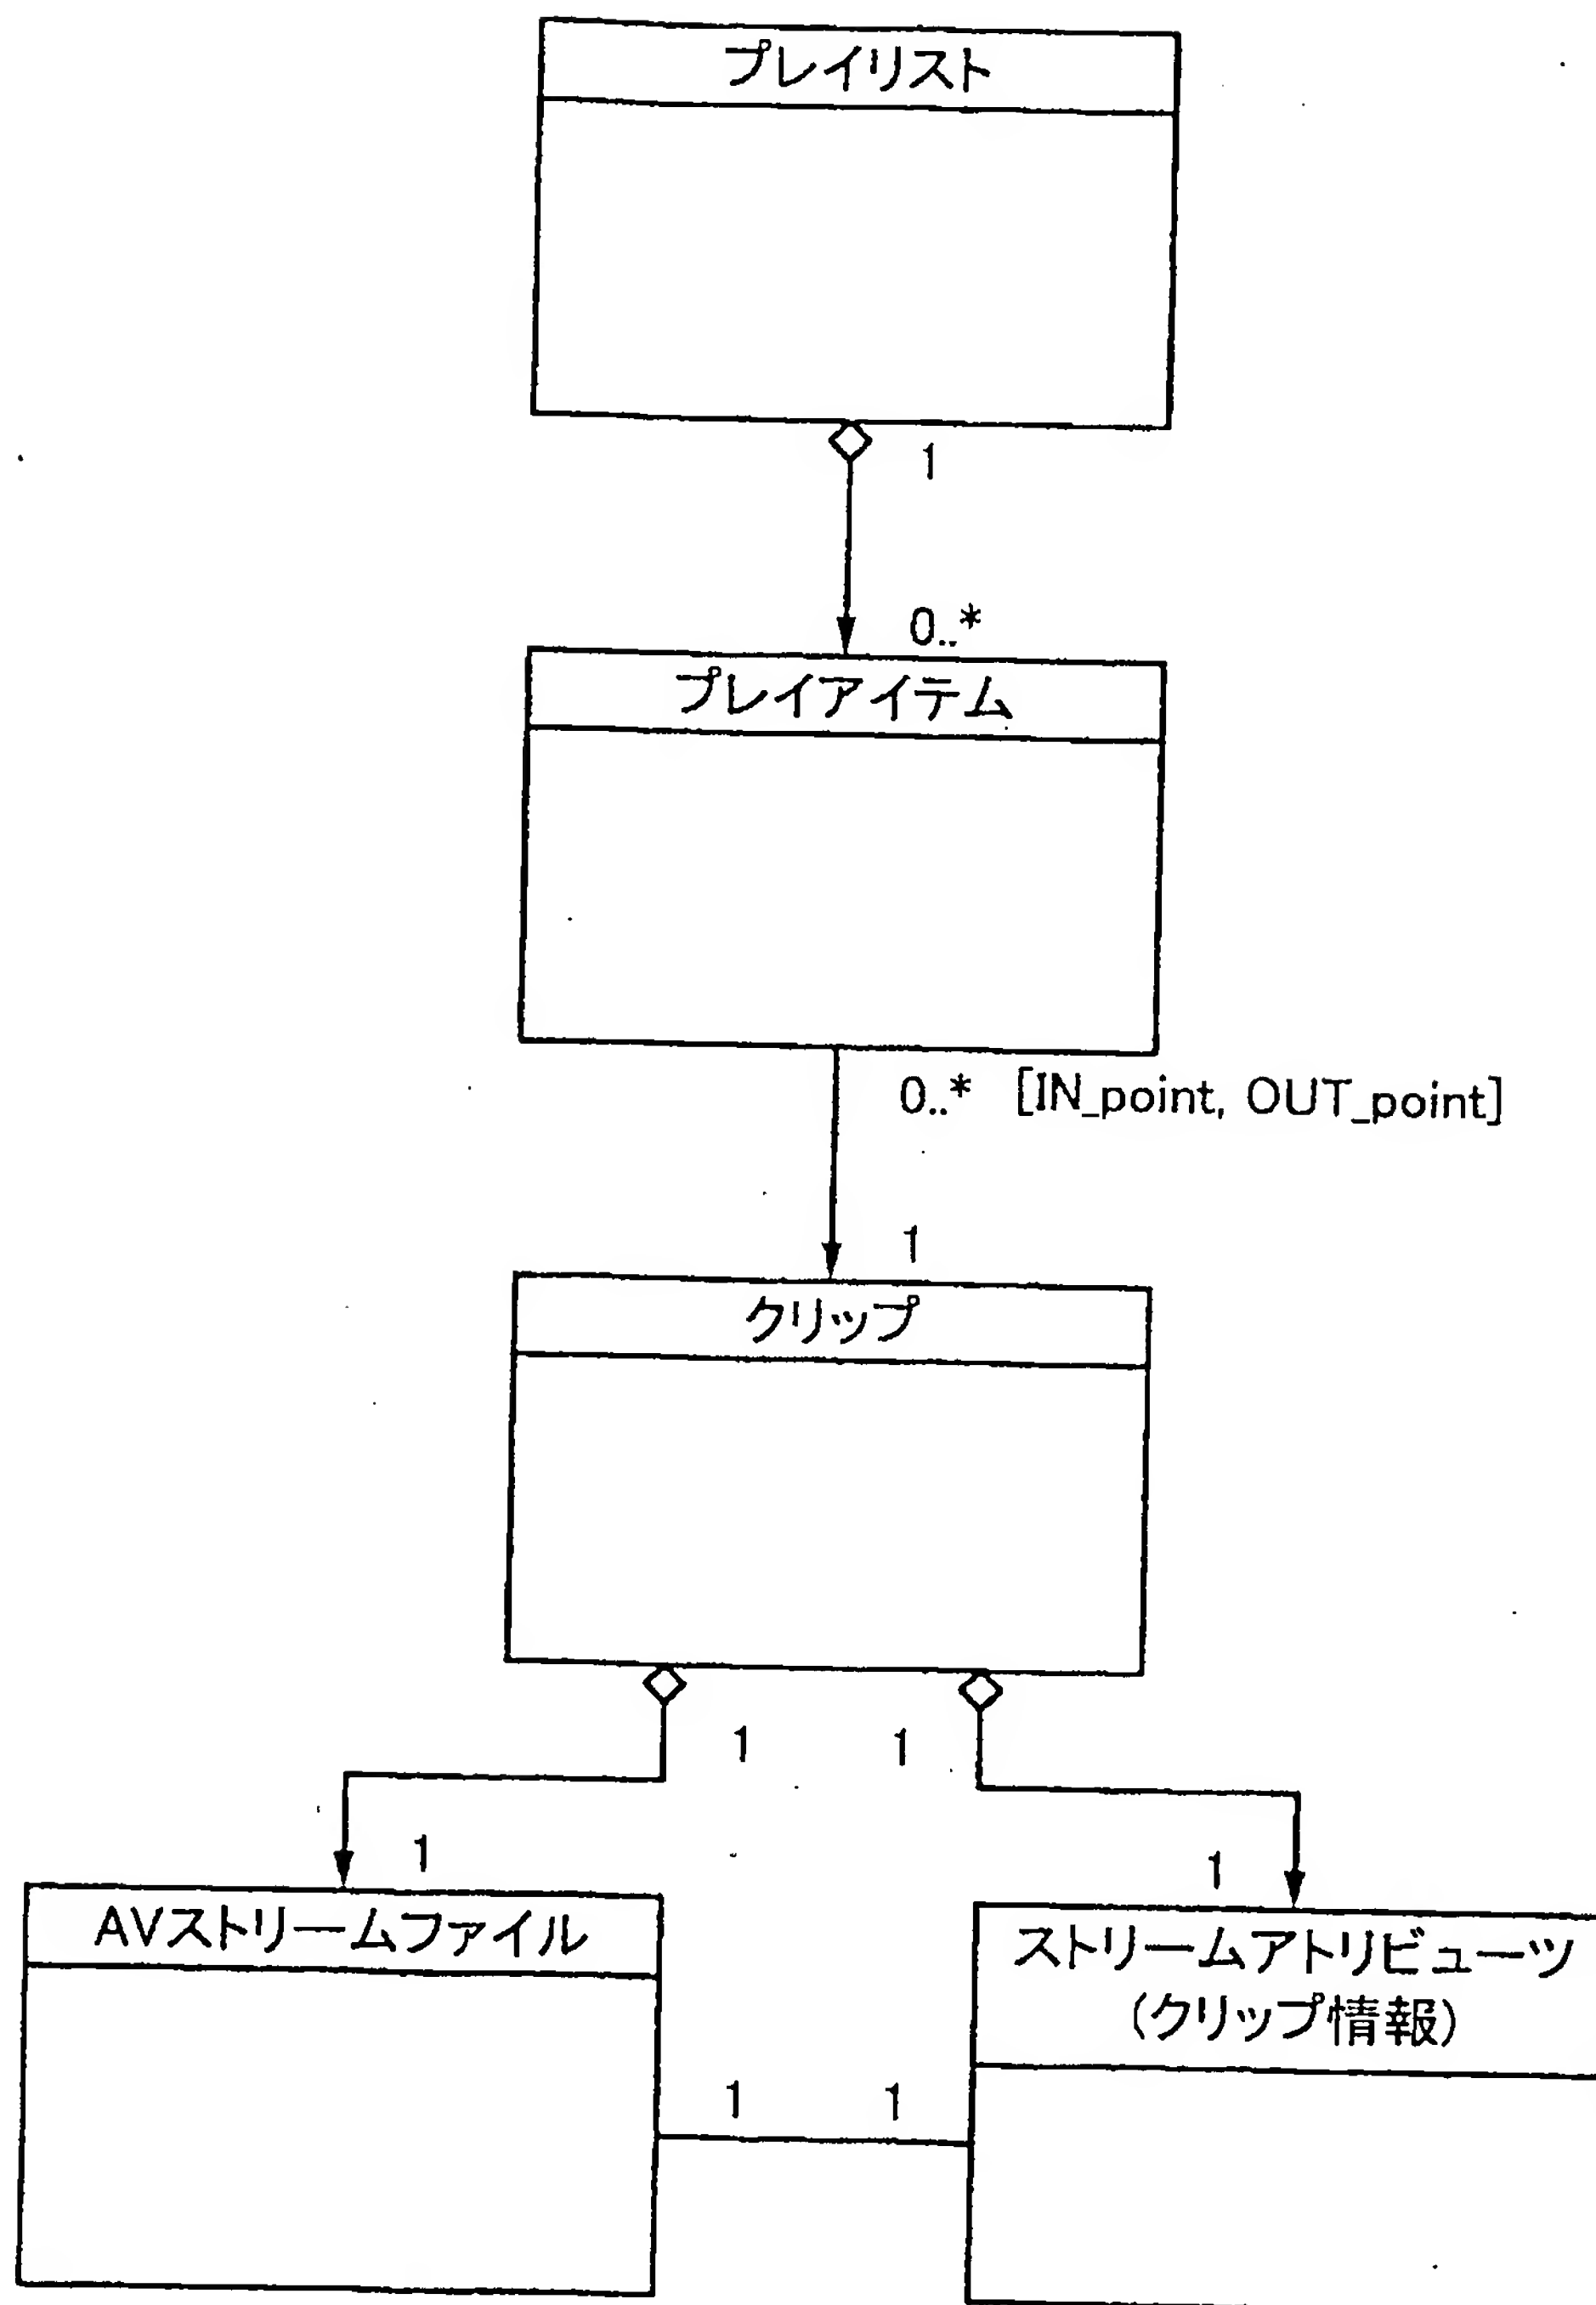 プレイリスト
1
0..*
プレイアイテム
0..* [IN_point, OUT_point]
1
クリップ
1 1
1 1
AVストリームファイル
ストリームアトリビューツ
(クリップ情報)
1 1